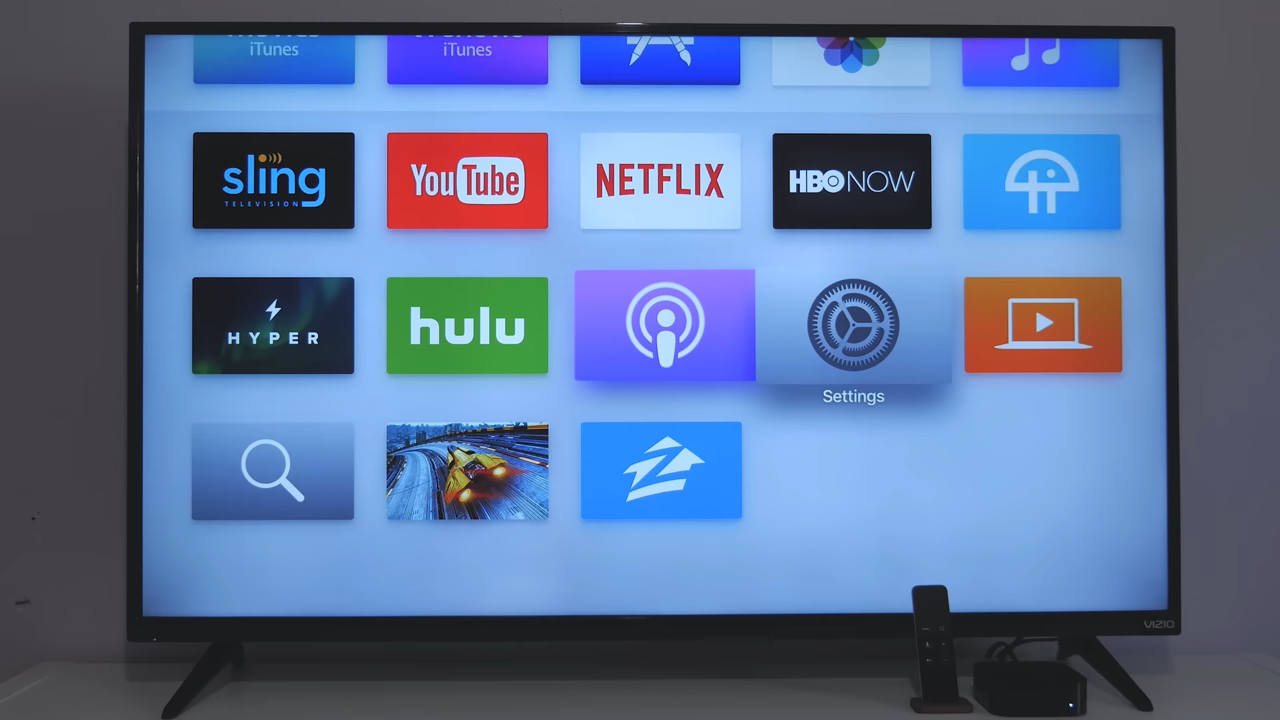 iTunes
iTunes
sling
TELEVISION
YouTube
NETFLIX
HBO NOW
HYPER
hulu
Settings
VIZIO